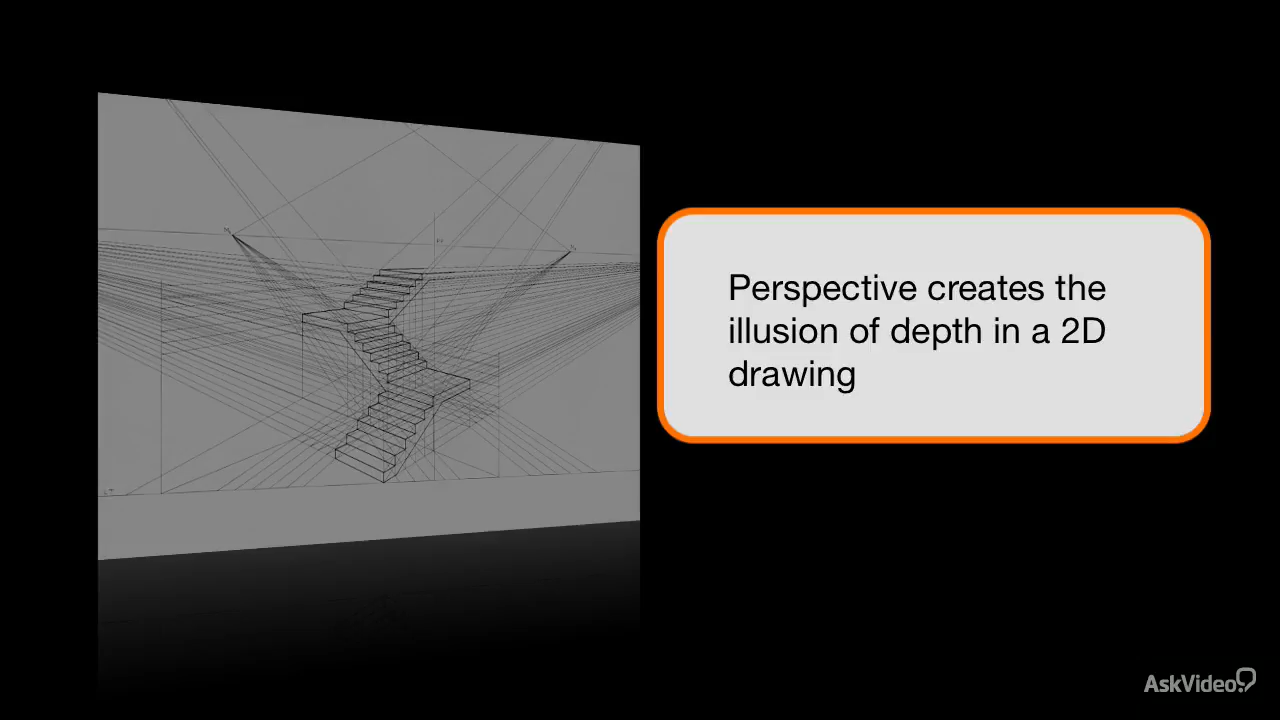 Perspective creates the
illusion of depth in a 2D
drawing
AskVideo